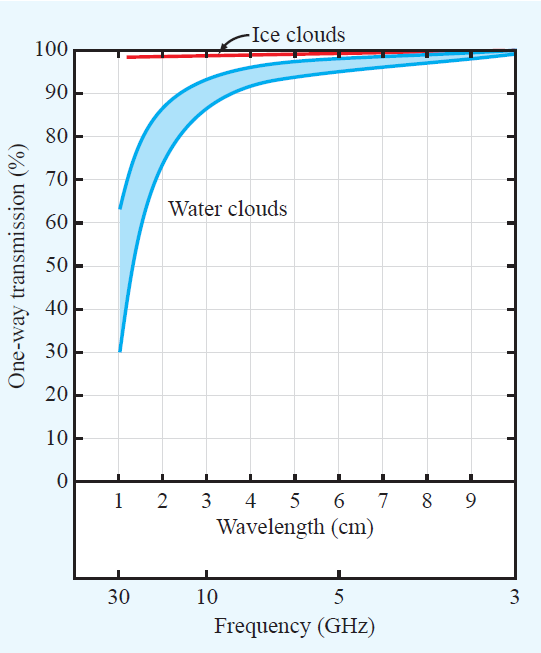 Ice clouds
100
90
80
70
60
50
40
30
20
10
0
One-way transmission (%)
Water clouds
1 2 3 4 5 6 7 8 9
Wavelength (cm)
30 10 5 3
Frequency (GHz)